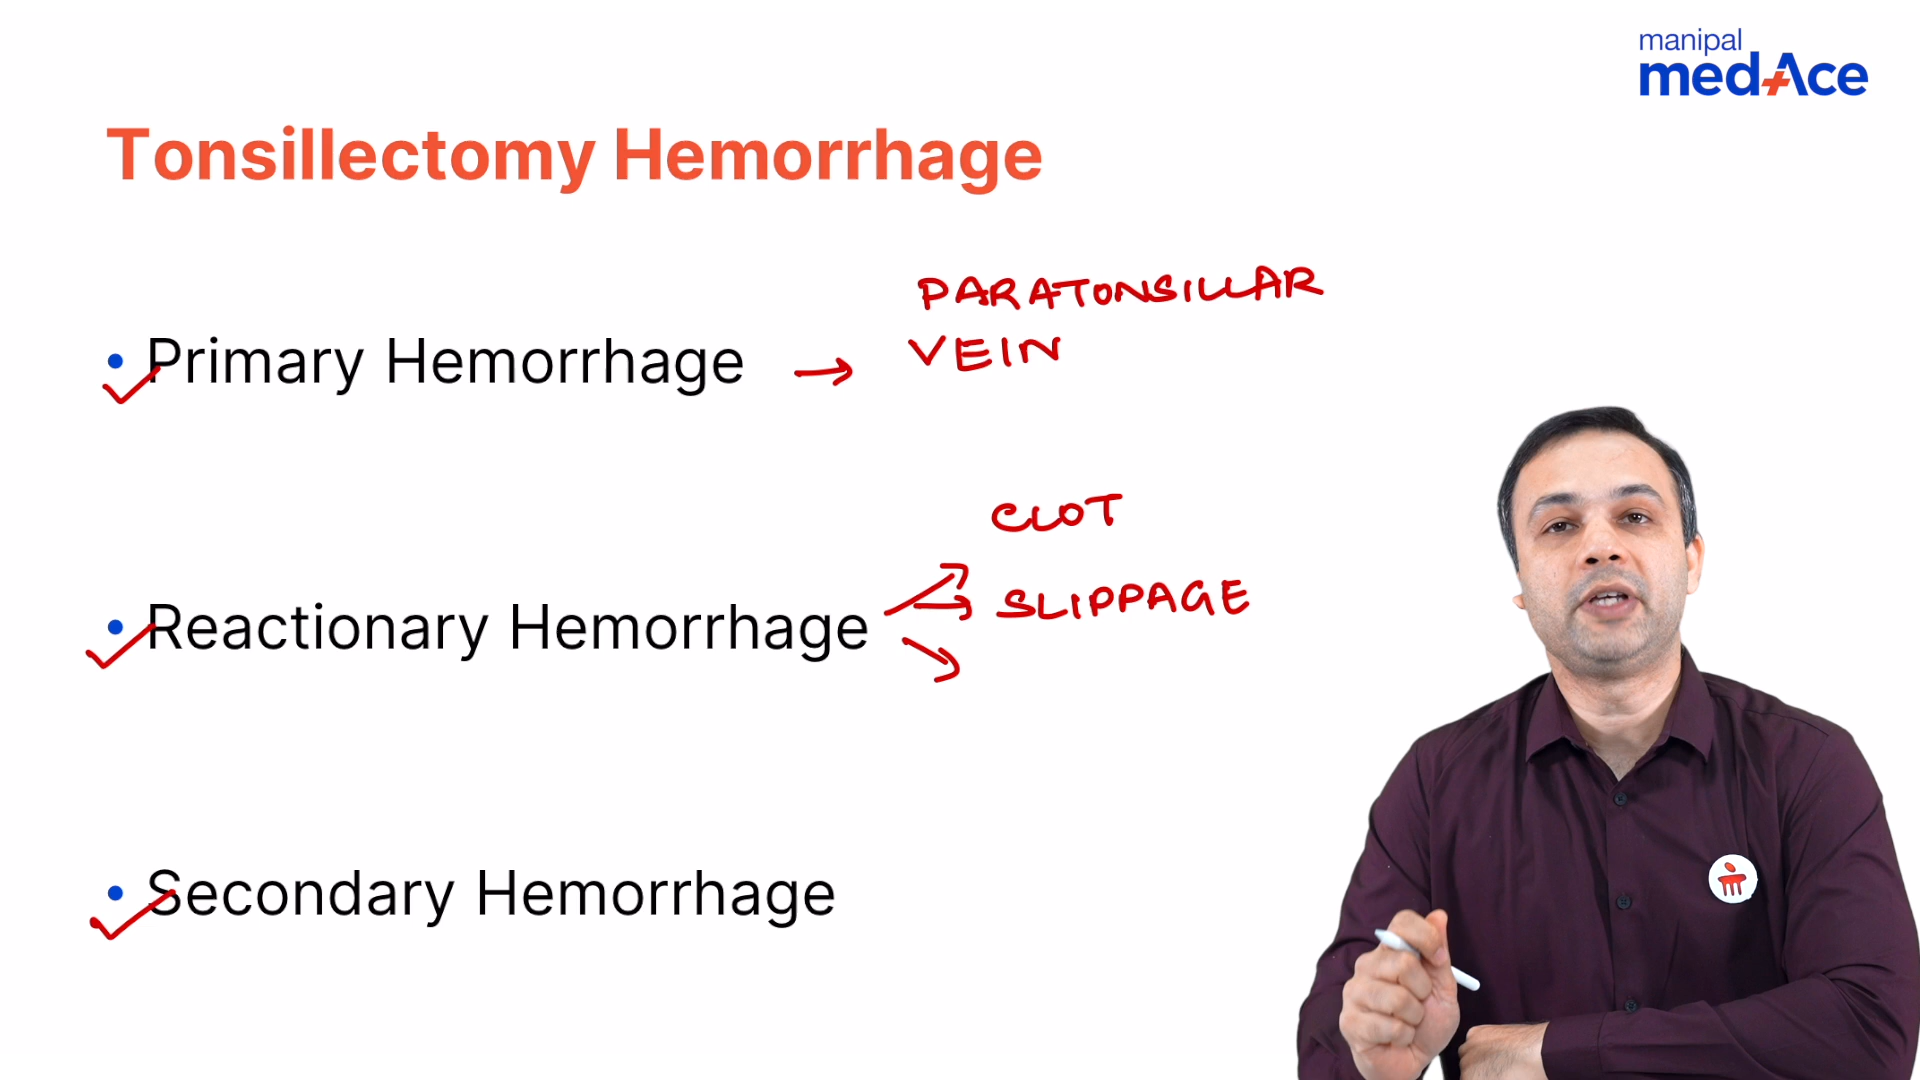 manipal
medAce
Tonsillectomy Hemorrhage
PARATONSILLAR
• Primary Hemorrhage → VEIN
CLOT
• Reactionary Hemorrhage → SLIPPAGE
• Secondary Hemorrhage